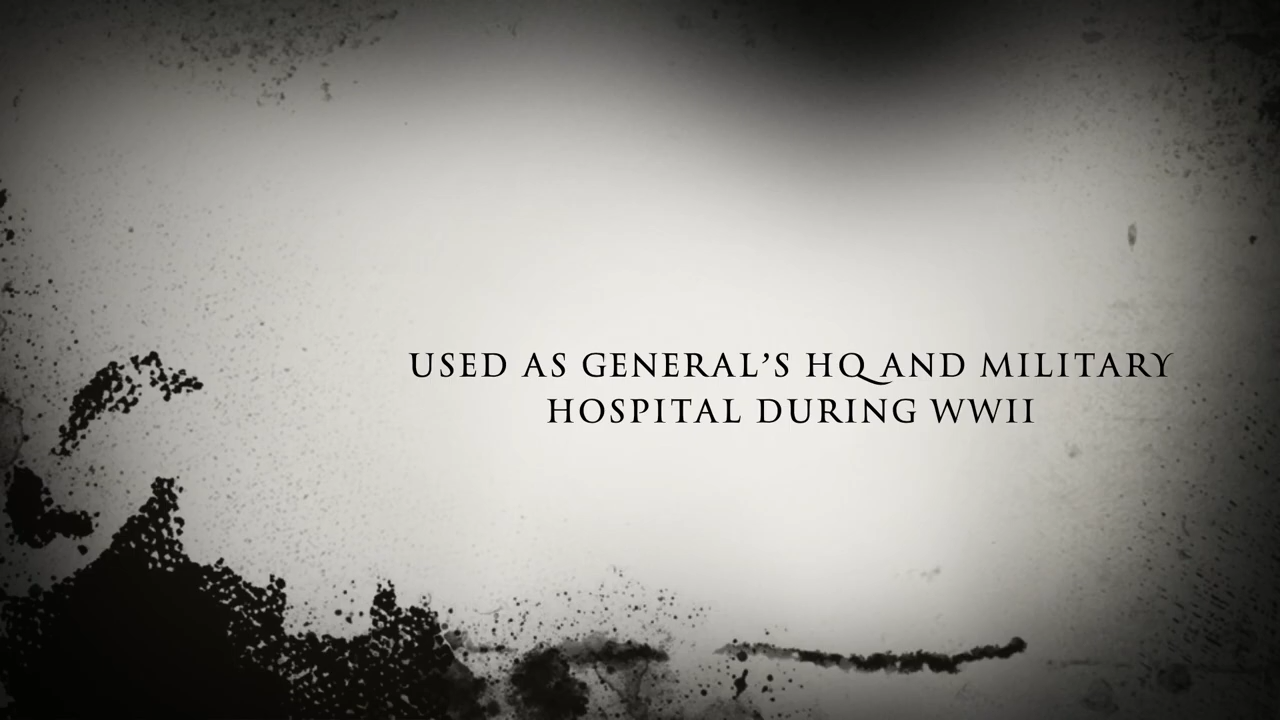 USED AS GENERAL’S HQ AND MILITARY
HOSPITAL DURING WWII